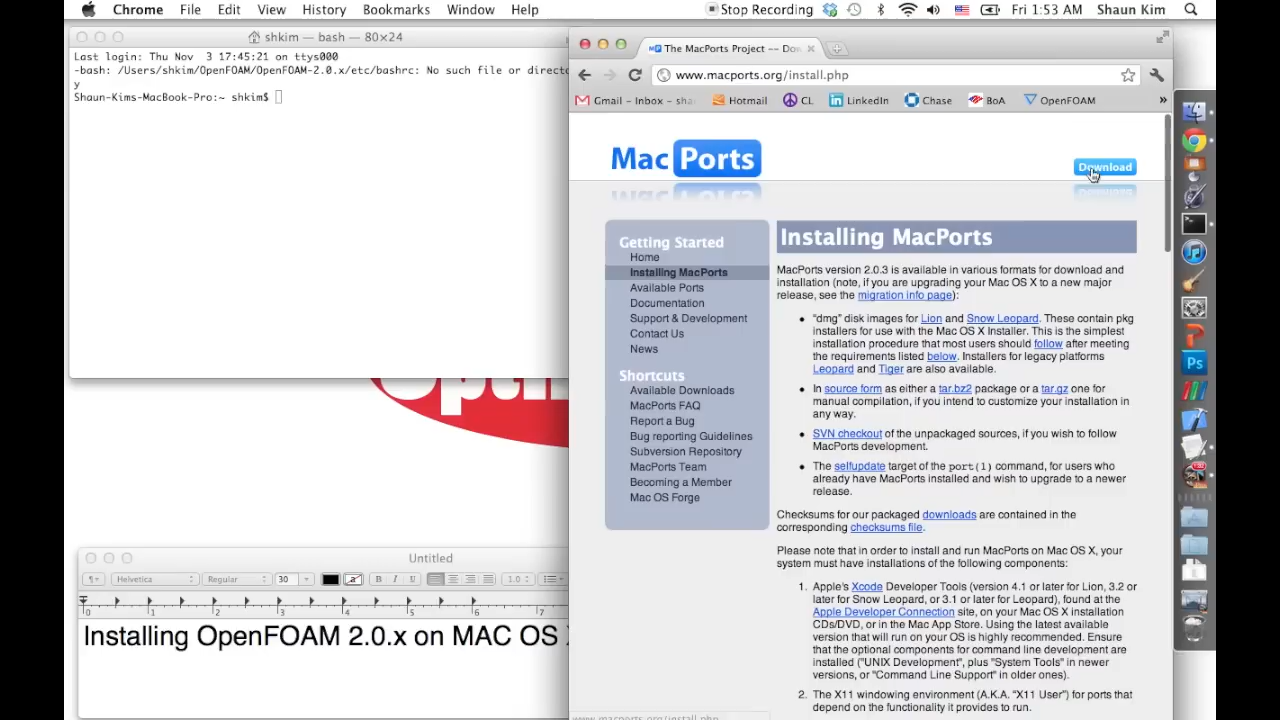 Chrome File Edit View History Bookmarks Window Help Stop Recording Fri 1:53 AM Shaun Kim
shkim — bash — 80×24
Last login: Thu Nov  3 17:45:21 on ttys000
-bash: /Users/shkim/OpenFOAM/OpenFOAM-2.0.x/etc/bashrc: No such file or directo
y
Shaun-Kims-MacBook-Pro:~ shkim$
The MacPorts Project -- Do
www.macports.org/install.php
Gmail - Inbox - sha Hotmail CL LinkedIn Chase BoA OpenFOAM »
Mac Ports
Download
Getting Started
Home
Installing MacPorts
Available Ports
Documentation
Support & Development
Contact Us
News
Shortcuts
Available Downloads
MacPorts FAQ
Report a Bug
Bug reporting Guidelines
Subversion Repository
MacPorts Team
Becoming a Member
Mac OS Forge
Installing MacPorts
MacPorts version 2.0.3 is available in various formats for download and
installation (note, if you are upgrading your Mac OS X to a new major
release, see the migration info page):
• “dmg” disk images for Lion and Snow Leopard. These contain pkg
installers for use with the Mac OS X Installer. This is the simplest
installation procedure that most users should follow after meeting
the requirements listed below. Installers for legacy platforms
Leopard and Tiger are also available.
• In source form as either a tar.bz2 package or a tar.gz one for
manual compilation, if you intend to customize your installation in
any way.
• SVN checkout of the unpackaged sources, if you wish to follow
MacPorts development.
• The selfupdate target of the port(1) command, for users who
already have MacPorts installed and wish to upgrade to a newer
release.
Checksums for our packaged downloads are contained in the
corresponding checksums file.
Please note that in order to install and run MacPorts on Mac OS X, your
system must have installations of the following components:
1. Apple's Xcode Developer Tools (version 4.1 or later for Lion, 3.2 or
later for Snow Leopard, or 3.1 or later for Leopard), found at the
Apple Developer Connection site, on your Mac OS X installation
CDs/DVD, or in the Mac App Store. Using the latest available
version that will run on your OS is highly recommended. Ensure
that the optional components for command line development are
installed ("UNIX Development", plus "System Tools" in newer
versions, or "Command Line Support" in older ones).
2. The X11 windowing environment (A.K.A. "X11 User") for ports that
depend on the functionality it provides to run.
Untitled
Helvetica Regular 30 B I U 1.0
0 1 2 3 4 5 6 7
Installing OpenFOAM 2.0.x on MAC OS
Ps